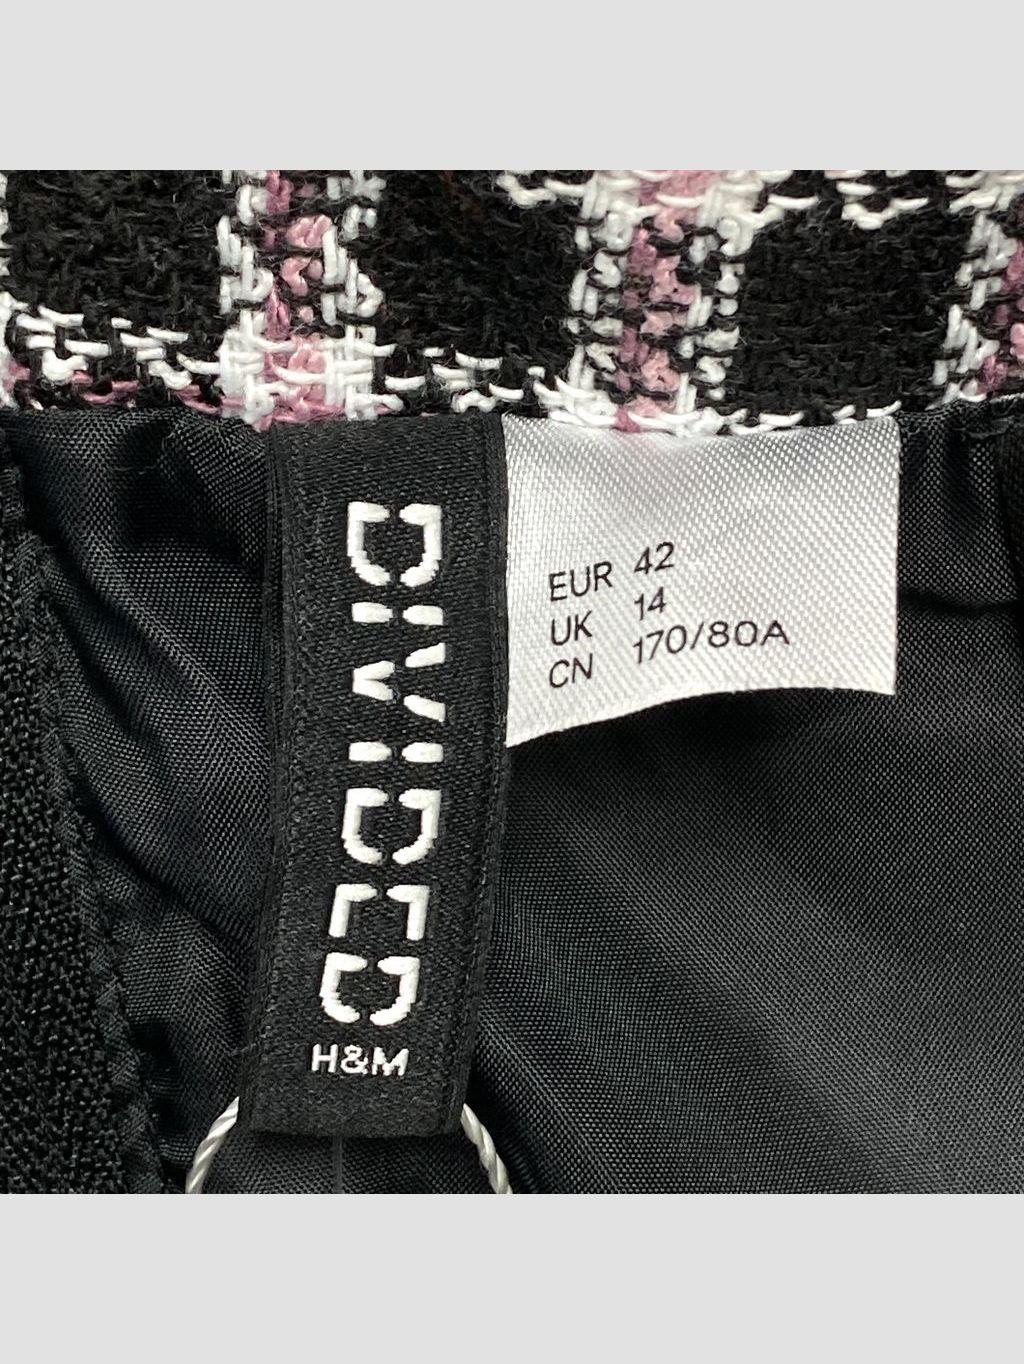 DIVIDED
H&M
EUR 42
UK 14
CN 170/80A